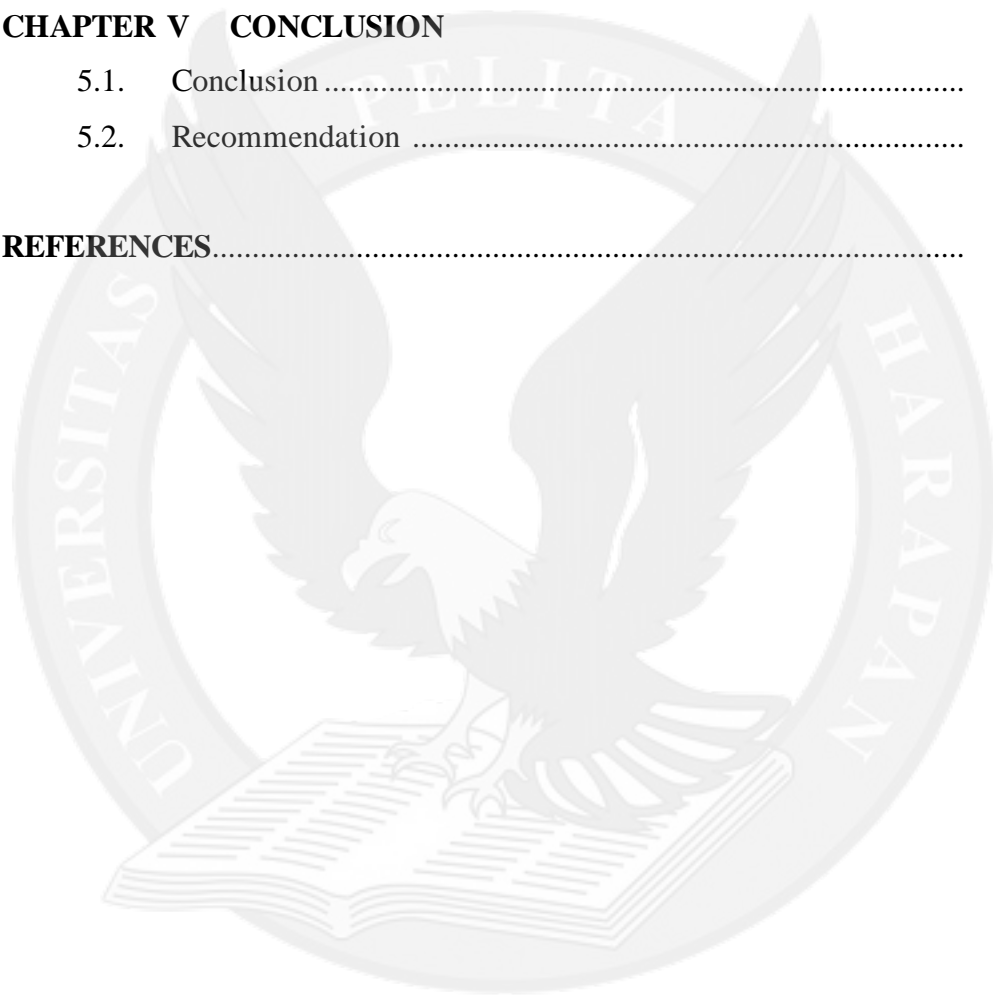 CHAPTER V CONCLUSION
5.1. Conclusion ........................................................................
5.2. Recommendation ..............................................................
REFERENCES.....................................................................................
UNIVERSITAS PELITA HARAPAN